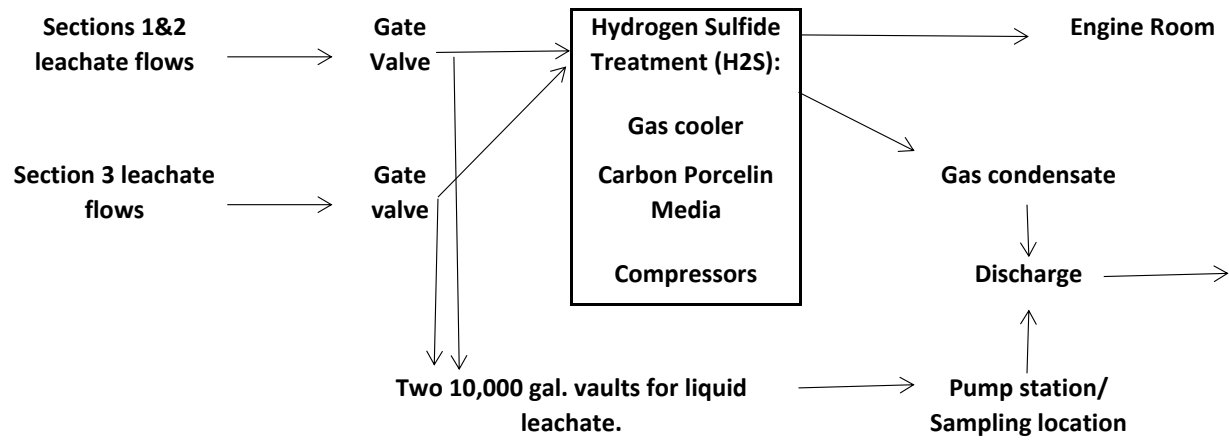 Sections 1&2
leachate flows
Gate
Valve
Hydrogen Sulfide
Treatment (H2S):
Gas cooler
Carbon Porcelin
Media
Compressors
Engine Room
Section 3 leachate
flows
Gate
valve
Gas condensate
Discharge
Two 10,000 gal. vaults for liquid
leachate.
Pump station/
Sampling location